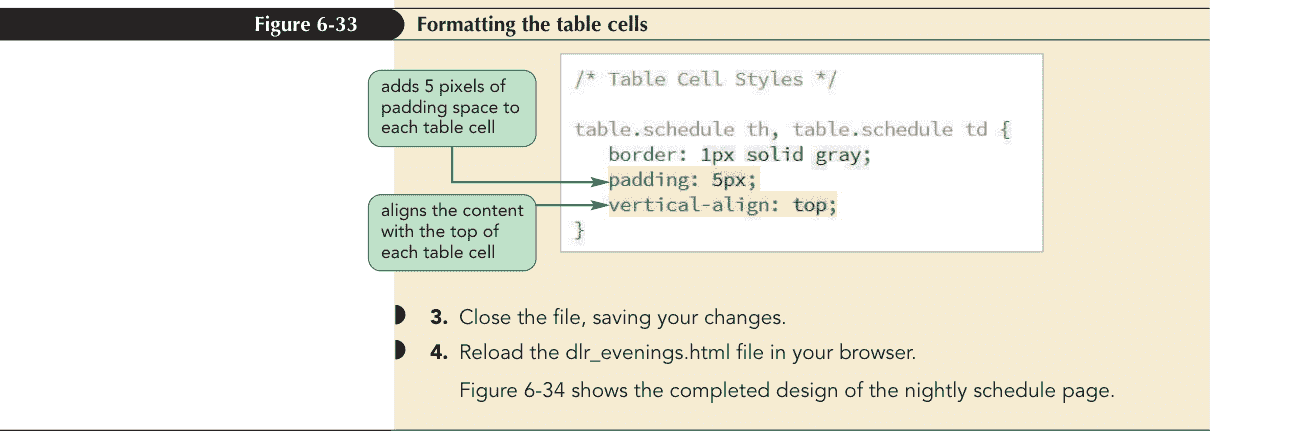 Figure 6-33
Formatting the table cells
adds 5 pixels of
padding space to
each table cell
aligns the content
with the top of
each table cell
/* Table Cell Styles */
table.schedule th, table.schedule td {
border: 1px solid gray;
padding: 5px;
vertical-align: top;
}
3. Close the file, saving your changes.
4. Reload the dlr_evenings.html file in your browser.
Figure 6-34 shows the completed design of the nightly schedule page.